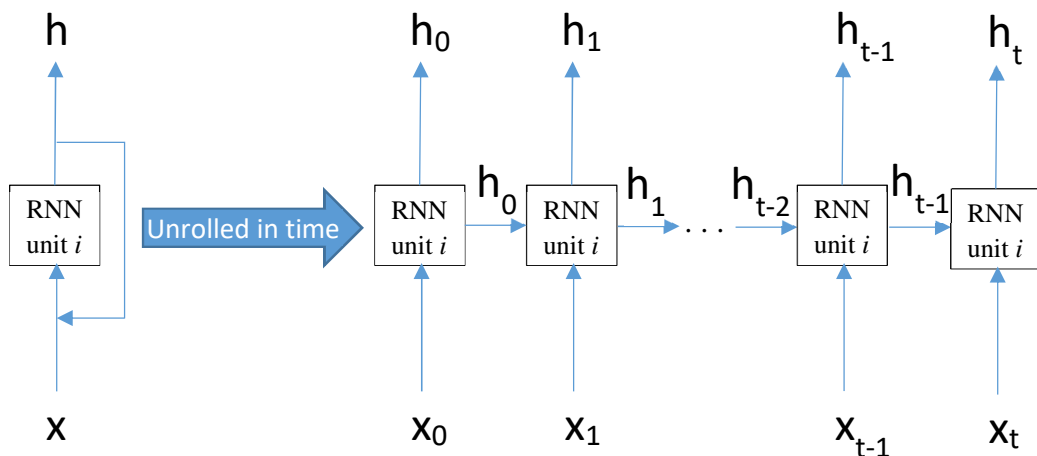 h h₀ h₁ hₜ₋₁ hₜ
h₀ h₁ hₜ₋₂ hₜ₋₁
RNN
unit i
Unrolled in time
RNN
unit i
RNN
unit i
. . .
RNN
unit i
RNN
unit i
x x₀ x₁ xₜ₋₁ xₜ